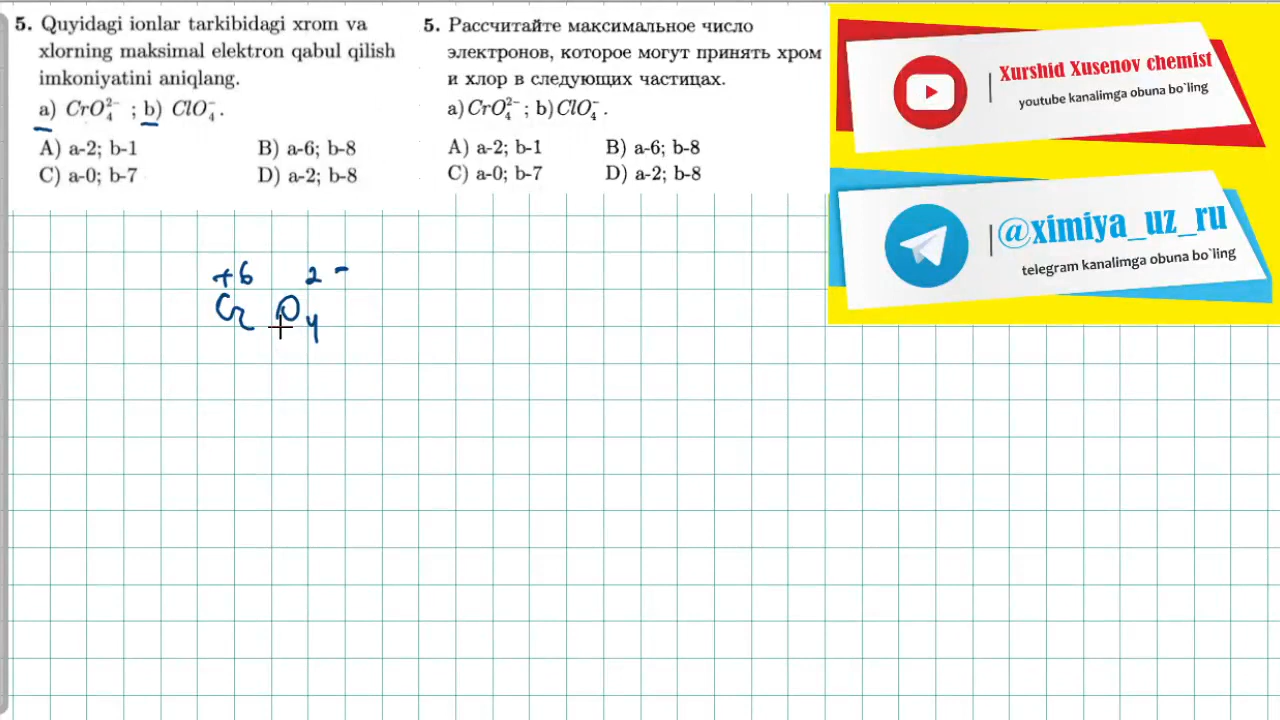 5. Quyidagi ionlar tarkibidagi xrom va
xlorning maksimal elektron qabul qilish
imkoniyatini aniqlang.
a) CrO₄²⁻ ; b) ClO₄⁻.
A) a-2; b-1 B) a-6; b-8
C) a-0; b-7 D) a-2; b-8
5. Рассчитайте максимальное число
электронов, которое могут принять хром
и хлор в следующих частицах.
a)CrO₄²⁻ ; b)ClO₄⁻ .
A) a-2; b-1 B) a-6; b-8
C) a-0; b-7 D) a-2; b-8
Xurshid Xusenov chemist
youtube kanalimga obuna bo`ling
@ximiya_uz_ru
telegram kanalimga obuna bo`ling
+6 2 -
Cr O4